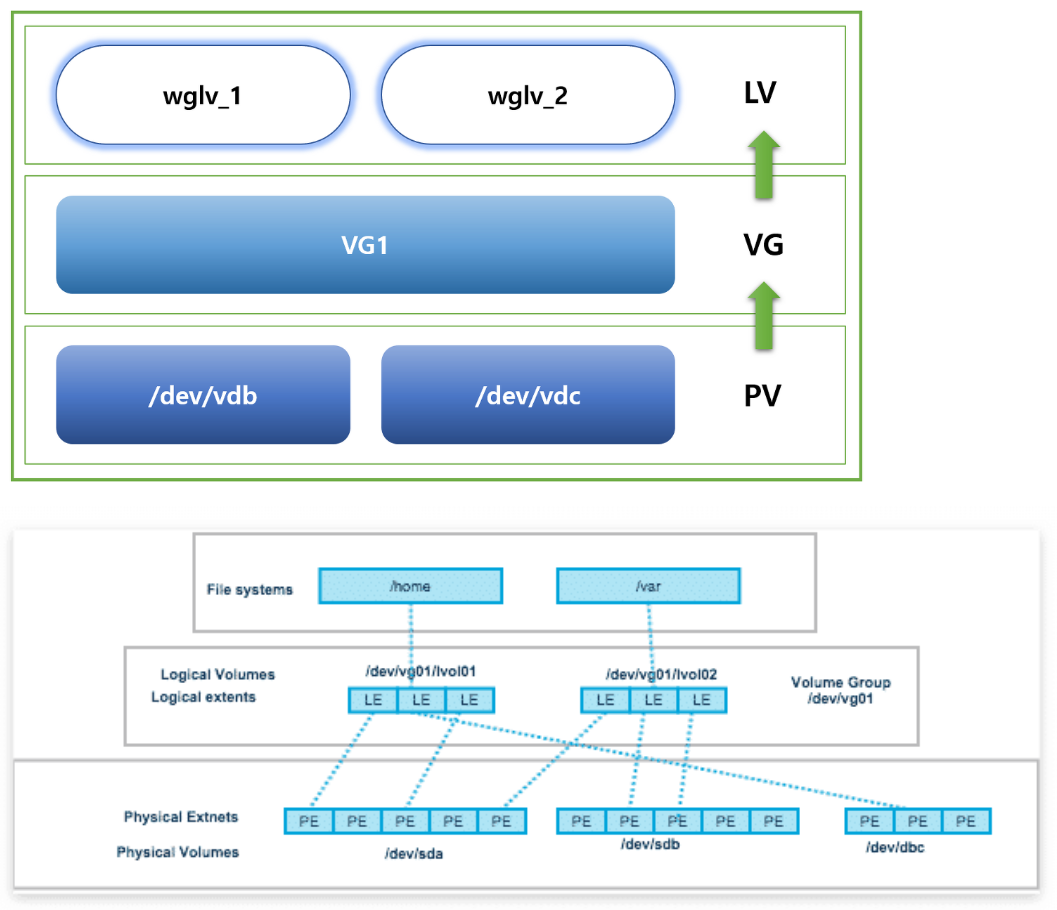 wglv_1 wglv_2 LV
VG1 VG
/dev/vdb /dev/vdc PV
File systems /home /var
Logical Volumes /dev/vg01/lvol01 /dev/vg01/lvol02 Volume Group
Logical extents LE LE LE LE LE LE /dev/vg01
Physical Extnets PE PE PE PE PE PE PE PE PE PE PE PE PE
Physical Volumes /dev/sda /dev/sdb /dev/dbc